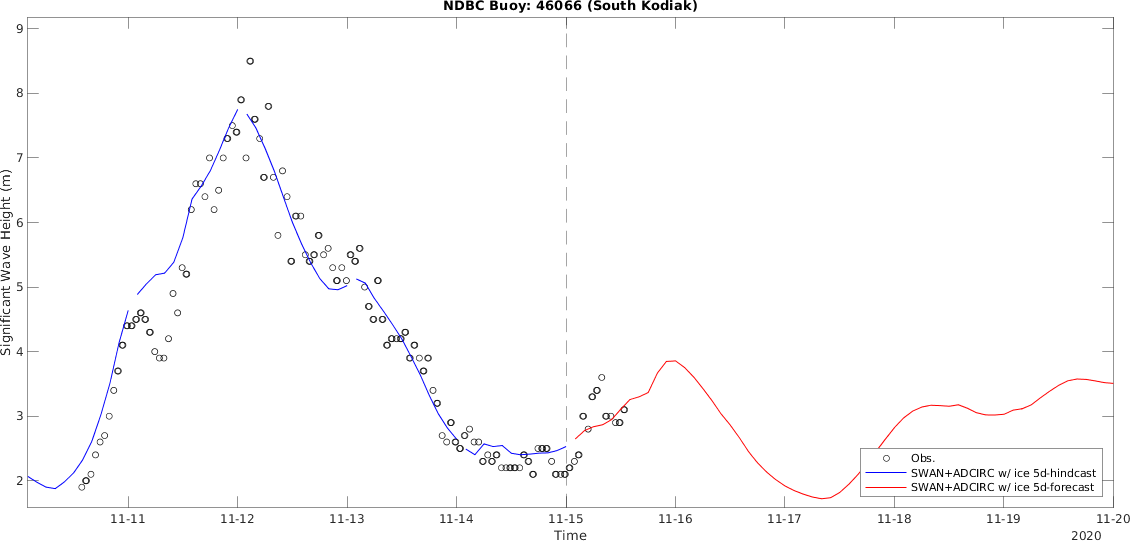 NDBC Buoy: 46066 (South Kodiak)
Significant Wave Height (m)
9
8
7
6
5
4
3
2
Obs.
SWAN+ADCIRC w/ ice 5d-hindcast
SWAN+ADCIRC w/ ice 5d-forecast
11-11 11-12 11-13 11-14 11-15 11-16 11-17 11-18 11-19 11-20
Time
2020